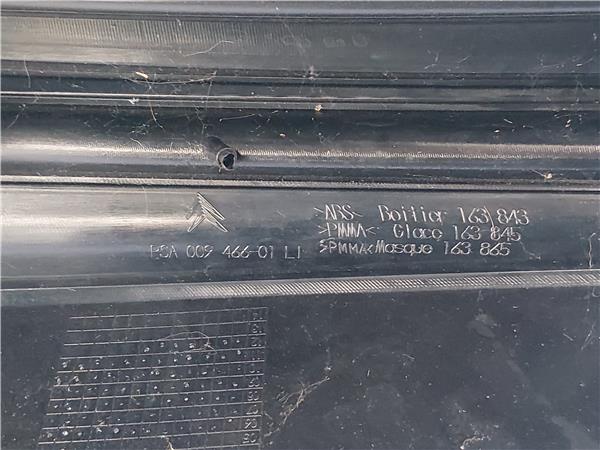 >ABS< Boitier 163 843
>PMMA< Glace 163 845
>PMMA< Masque 163 865
PSA 009 466-01 LI